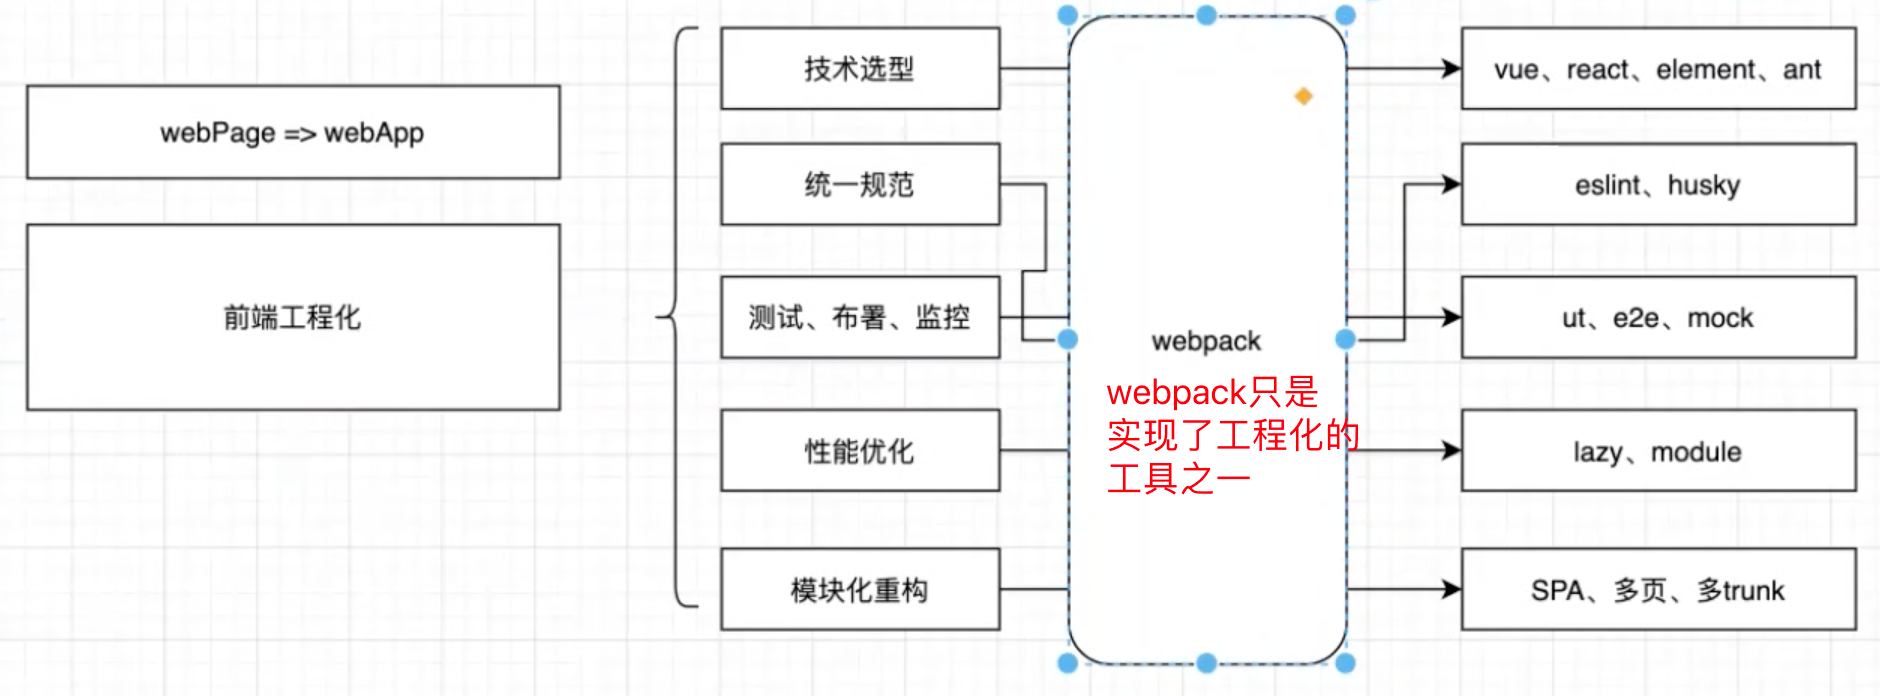 webPage => webApp
前端工程化
技术选型
统一规范
测试、布署、监控
性能优化
模块化重构
webpack
webpack只是
实现了工程化的
工具之一
vue、react、element、ant
eslint、husky
ut、e2e、mock
lazy、module
SPA、多页、多trunk